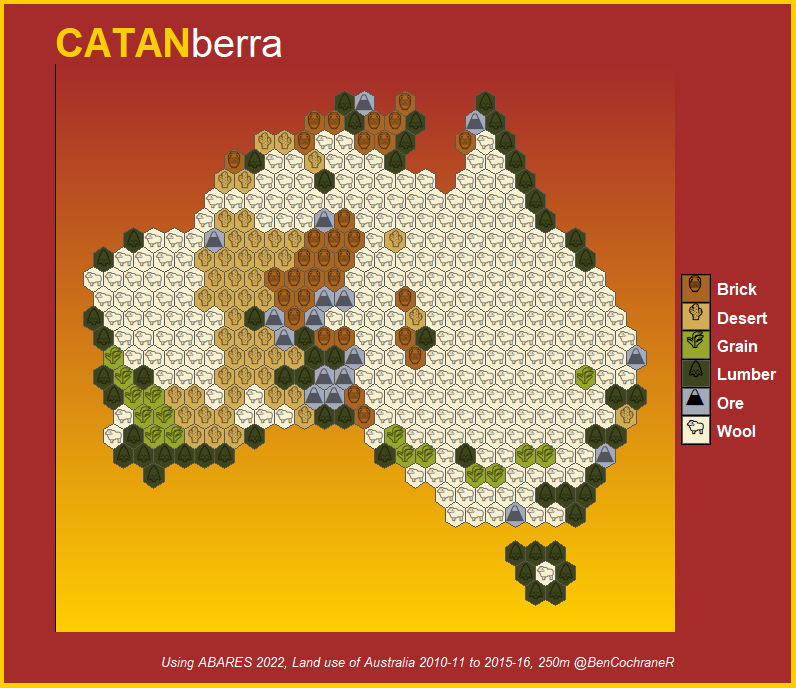 CATANberra
Brick
Desert
Grain
Lumber
Ore
Wool
Using ABARES 2022, Land use of Australia 2010-11 to 2015-16, 250m @BenCochraneR